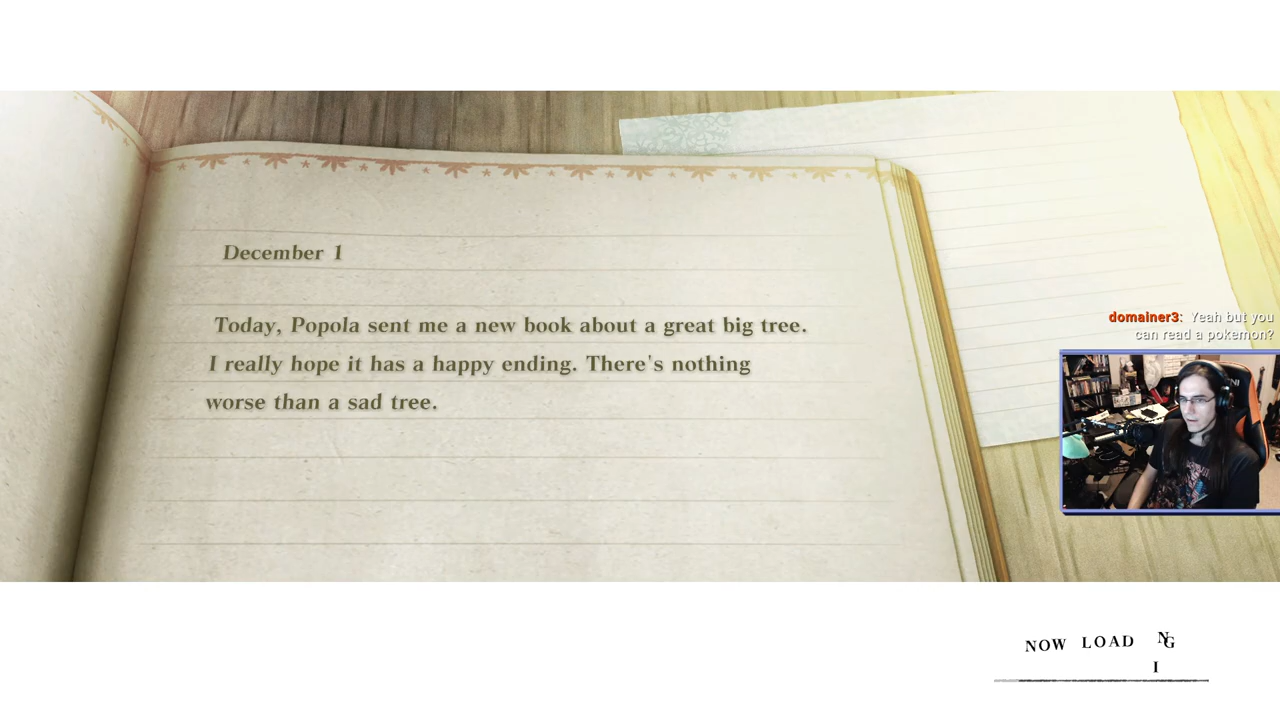 December 1
Today, Popola sent me a new book about a great big tree.
I really hope it has a happy ending. There's nothing
worse than a sad tree.
domainer3: Yeah but you
can read a pokemon?
NOW LOADING